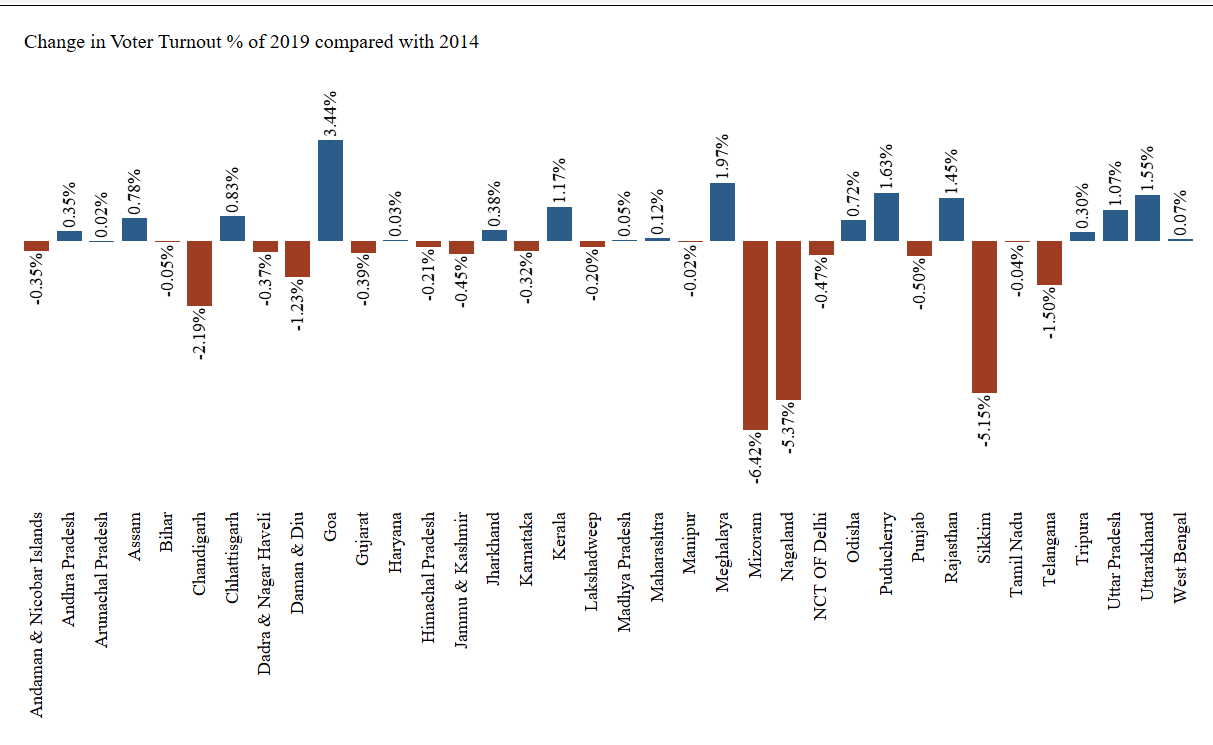 Change in Voter Turnout % of 2019 compared with 2014
-0.35%
0.35%
0.02%
0.78%
-0.05%
-2.19%
0.83%
-0.37%
-1.23%
3.44%
-0.39%
0.03%
-0.21%
-0.45%
0.38%
-0.32%
1.17%
-0.20%
0.05%
0.12%
-0.02%
1.97%
-6.42%
-5.37%
-0.47%
0.72%
1.63%
-0.50%
1.45%
-5.15%
-0.04%
-1.50%
0.30%
1.07%
1.55%
0.07%
Andaman & Nicobar Islands
Andhra Pradesh
Arunachal Pradesh
Assam
Bihar
Chandigarh
Chhattisgarh
Dadra & Nagar Haveli
Daman & Diu
Goa
Gujarat
Haryana
Himachal Pradesh
Jammu & Kashmir
Jharkhand
Karnataka
Kerala
Lakshadweep
Madhya Pradesh
Maharashtra
Manipur
Meghalaya
Mizoram
Nagaland
NCT OF Delhi
Odisha
Puducherry
Punjab
Rajasthan
Sikkim
Tamil Nadu
Telangana
Tripura
Uttar Pradesh
Uttarakhand
West Bengal